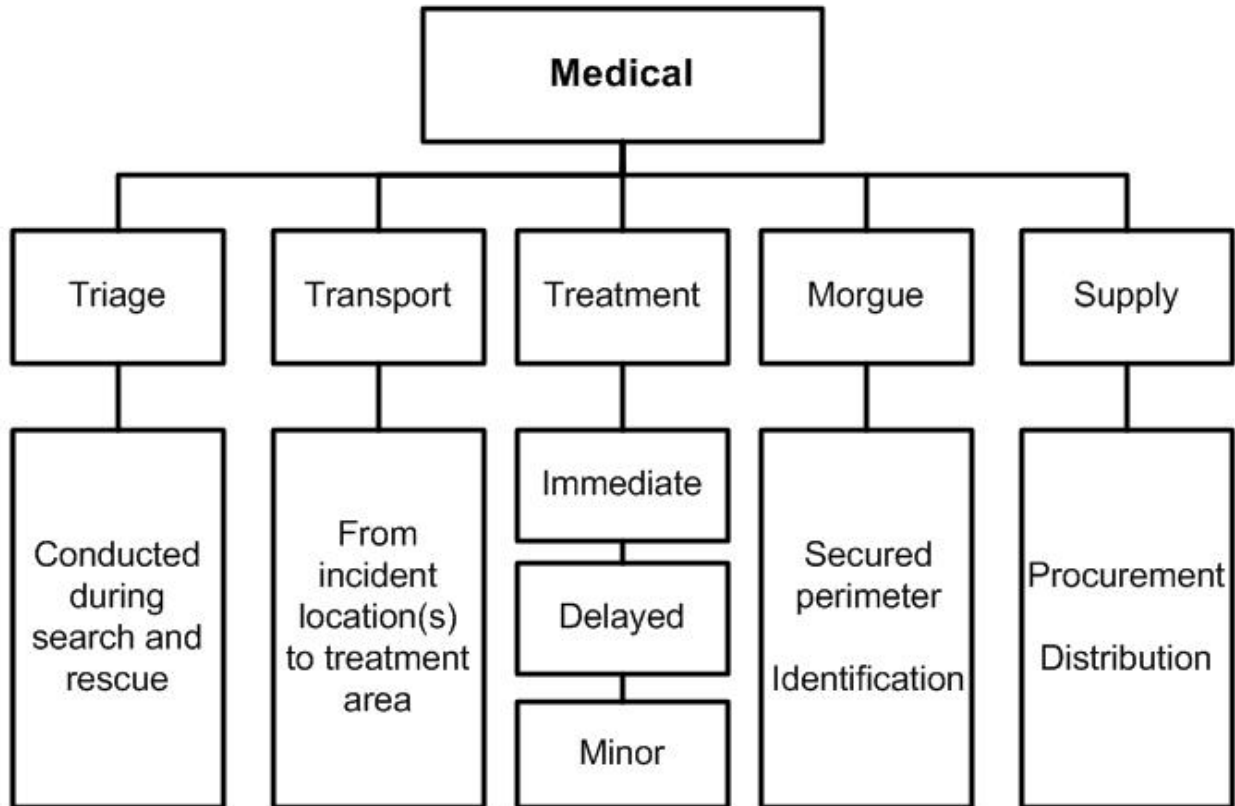 Medical
Triage
Transport
Treatment
Morgue
Supply
Conducted
during
search and
rescue
From
incident
location(s)
to treatment
area
Immediate
Delayed
Minor
Secured
perimeter
Identification
Procurement
Distribution